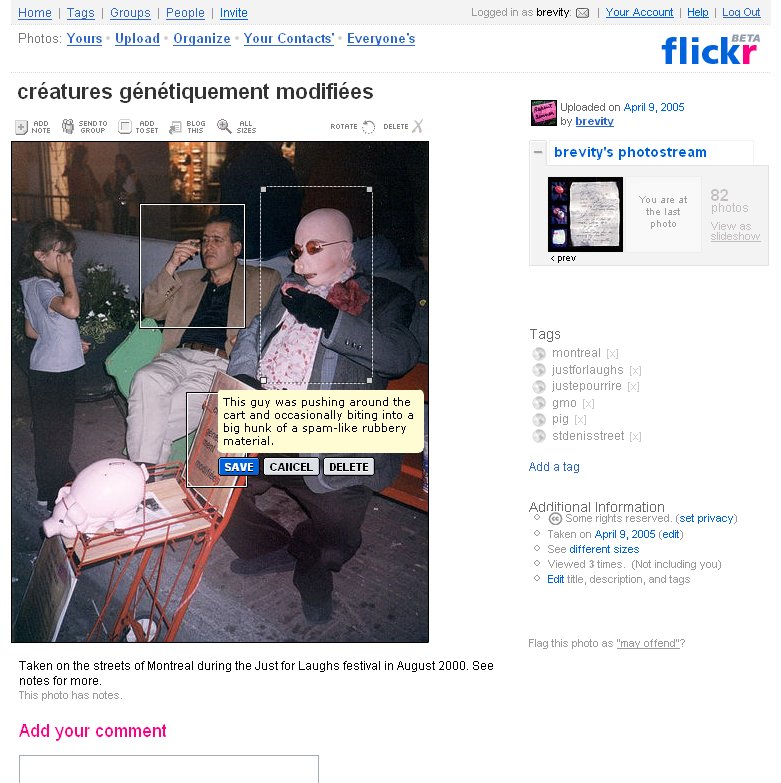 Home | Tags | Groups | People | Invite
Logged in as brevity: | Your Account | Help | Log Out
Photos: Yours • Upload • Organize • Your Contacts' • Everyone's
flickr BETA
créatures génétiquement modifiées
ADD NOTE
SEND TO GROUP
ADD TO SET
BLOG THIS
ALL SIZES
ROTATE
DELETE
This guy was pushing around the
cart and occasionally biting into a
big hunk of a spam-like rubbery
material.
SAVE CANCEL DELETE
Taken on the streets of Montreal during the Just for Laughs festival in August 2000. See
notes for more.
This photo has notes.
Add your comment
Uploaded on April 9, 2005
by brevity
brevity's photostream
You are at
the last
photo
82
photos
View as
slideshow
‹ prev
Tags
montreal [x]
justforlaughs [x]
justepourrire [x]
gmo [x]
pig [x]
stdenisstreet [x]
Add a tag
Additional Information
cc Some rights reserved. (set privacy)
Taken on April 9, 2005 (edit)
See different sizes
Viewed 3 times. (Not including you)
Edit title, description, and tags
Flag this photo as "may offend"?